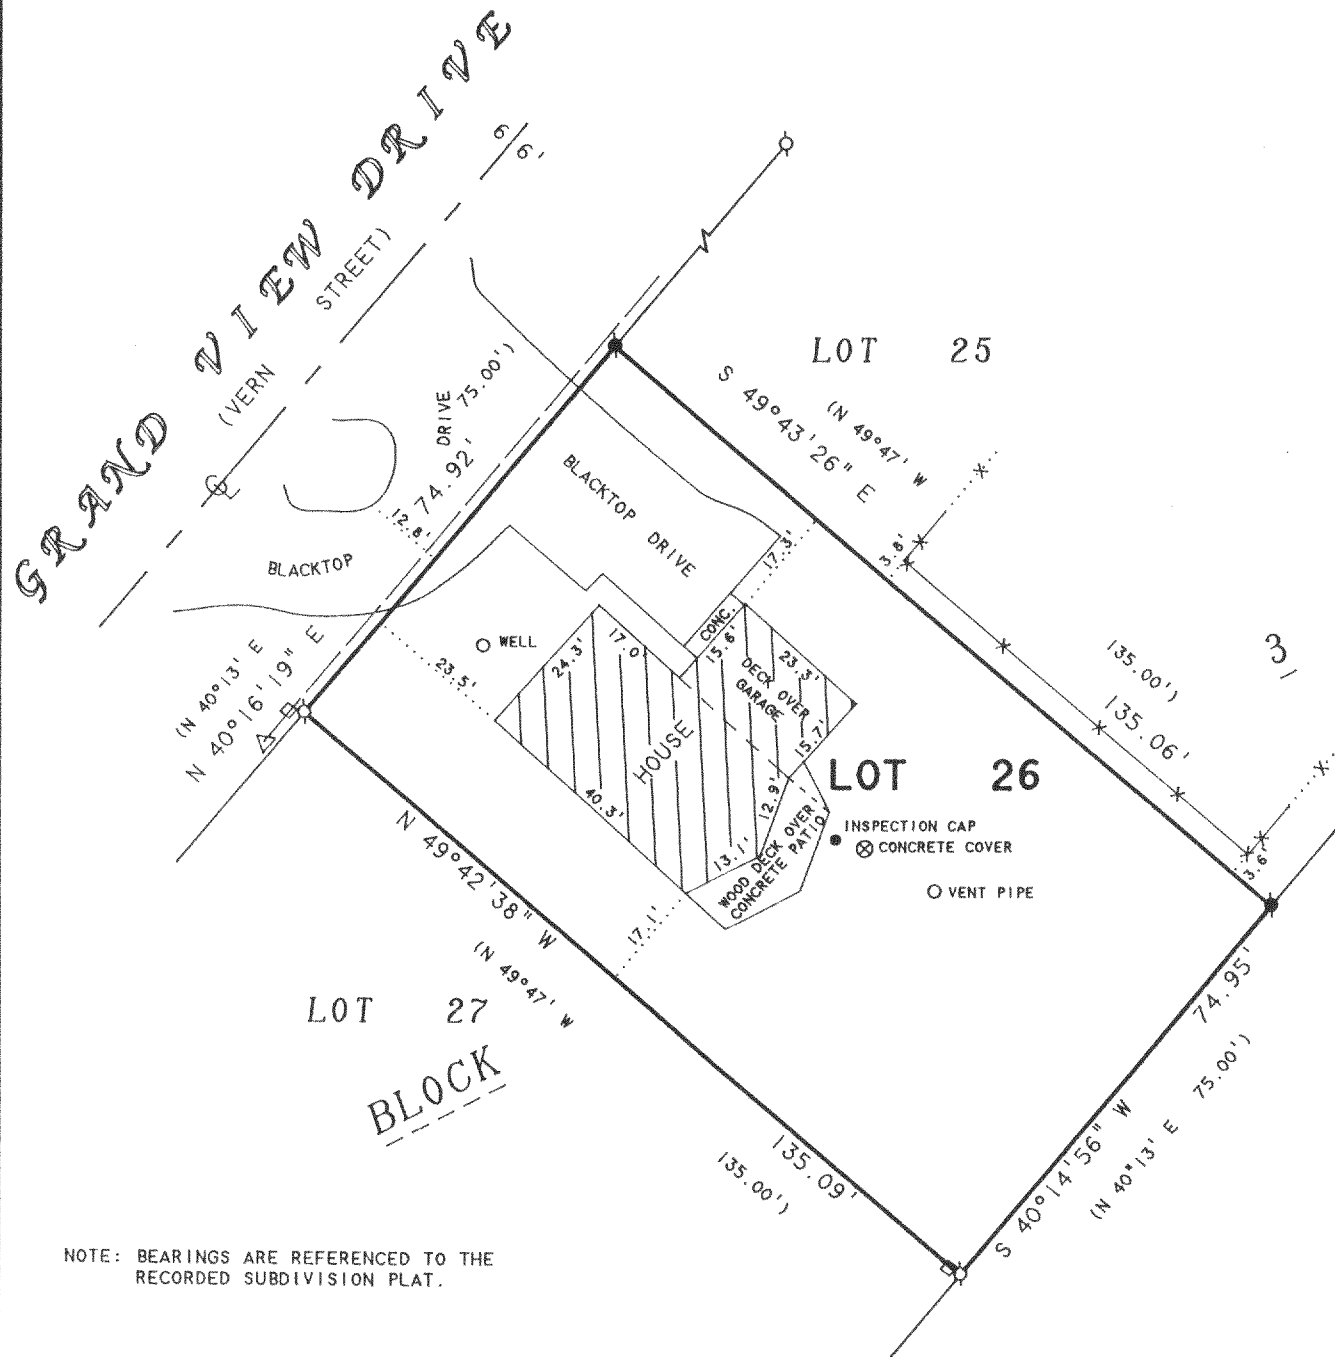 GRAND VIEW DRIVE
(VERN STREET)
66'
LOT 25
S 49°43'26" E
(N 49°47' W
135.00')
135.06'
3.8'
3.6'
3
DRIVE
75.00')
74.92'
12.8'
BLACKTOP
BLACKTOP DRIVE
17.3'
CONC.
WELL
23.5'
(N 40°13' E
N 40°16'19" E
24.3'
17.0
15.6'
23.3'
DECK OVER
GARAGE
15.7'
HOUSE
40.3'
12.9'
13.1'
WOOD DECK OVER
CONCRETE PATIO
17.1'
LOT 26
INSPECTION CAP
CONCRETE COVER
VENT PIPE
N 49°42'38" W
(N 49°47' W
135.09'
135.00')
LOT 27
BLOCK
74.95'
75.00')
S 40°14'56" W
(N 40°13' E
NOTE: BEARINGS ARE REFERENCED TO THE
RECORDED SUBDIVISION PLAT.